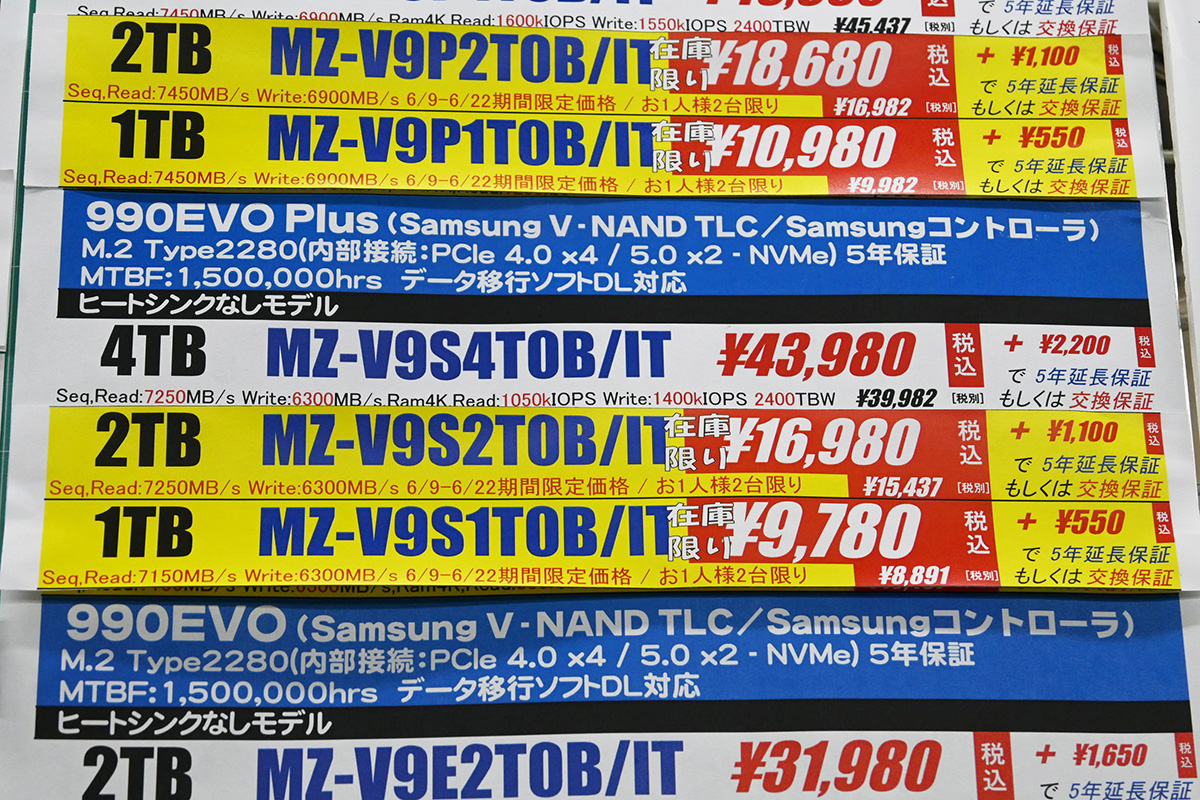 Seq,Read:7450MB/s Write:6900MB/s Ram4K Read:1600kIOPS Write:1550kIOPS 2400TBW ¥45,437 [税別]
で 5年延長保証
もしくは 交換保証
2TB MZ-V9P2T0B/IT 在庫限り ¥18,680 税込 + ¥1,100 税込
Seq,Read:7450MB/s Write:6900MB/s 6/9-6/22期間限定価格 / お1人様2台限り ¥16,982 [税別]
で 5年延長保証
もしくは 交換保証
1TB MZ-V9P1T0B/IT 在庫限り ¥10,980 税込 + ¥550 税込
Seq,Read:7450MB/s Write:6900MB/s 6/9-6/22期間限定価格 / お1人様2台限り ¥9,982 [税別]
で 5年延長保証
もしくは 交換保証
990EVO Plus (Samsung V-NAND TLC／Samsungコントローラ)
M.2 Type2280(内部接続:PCIe 4.0 x4 / 5.0 x2 - NVMe) 5年保証
MTBF:1,500,000hrs データ移行ソフトDL対応
ヒートシンクなしモデル
4TB MZ-V9S4T0B/IT ¥43,980 税込 + ¥2,200 税込
Seq,Read:7250MB/s Write:6300MB/s,Ram4K Read:1050kIOPS Write:1400kIOPS 2400TBW ¥39,982 [税別]
で 5年延長保証
もしくは 交換保証
2TB MZ-V9S2T0B/IT 在庫限り ¥16,980 税込 + ¥1,100 税込
Seq,Read:7250MB/s Write:6300MB/s 6/9-6/22期間限定価格 / お1人様2台限り ¥15,437 [税別]
で 5年延長保証
もしくは 交換保証
1TB MZ-V9S1T0B/IT 在庫限り ¥9,780 税込 + ¥550 税込
Seq,Read:7150MB/s Write:6300MB/s 6/9-6/22期間限定価格 / お1人様2台限り ¥8,891 [税別]
で 5年延長保証
もしくは 交換保証
990EVO (Samsung V-NAND TLC／Samsungコントローラ)
M.2 Type2280(内部接続:PCIe 4.0 x4 / 5.0 x2 - NVMe) 5年保証
MTBF:1,500,000hrs データ移行ソフトDL対応
ヒートシンクなしモデル
2TB MZ-V9E2T0B/IT ¥31,980 税込 + ¥1,650 税込
で 5年延長保証